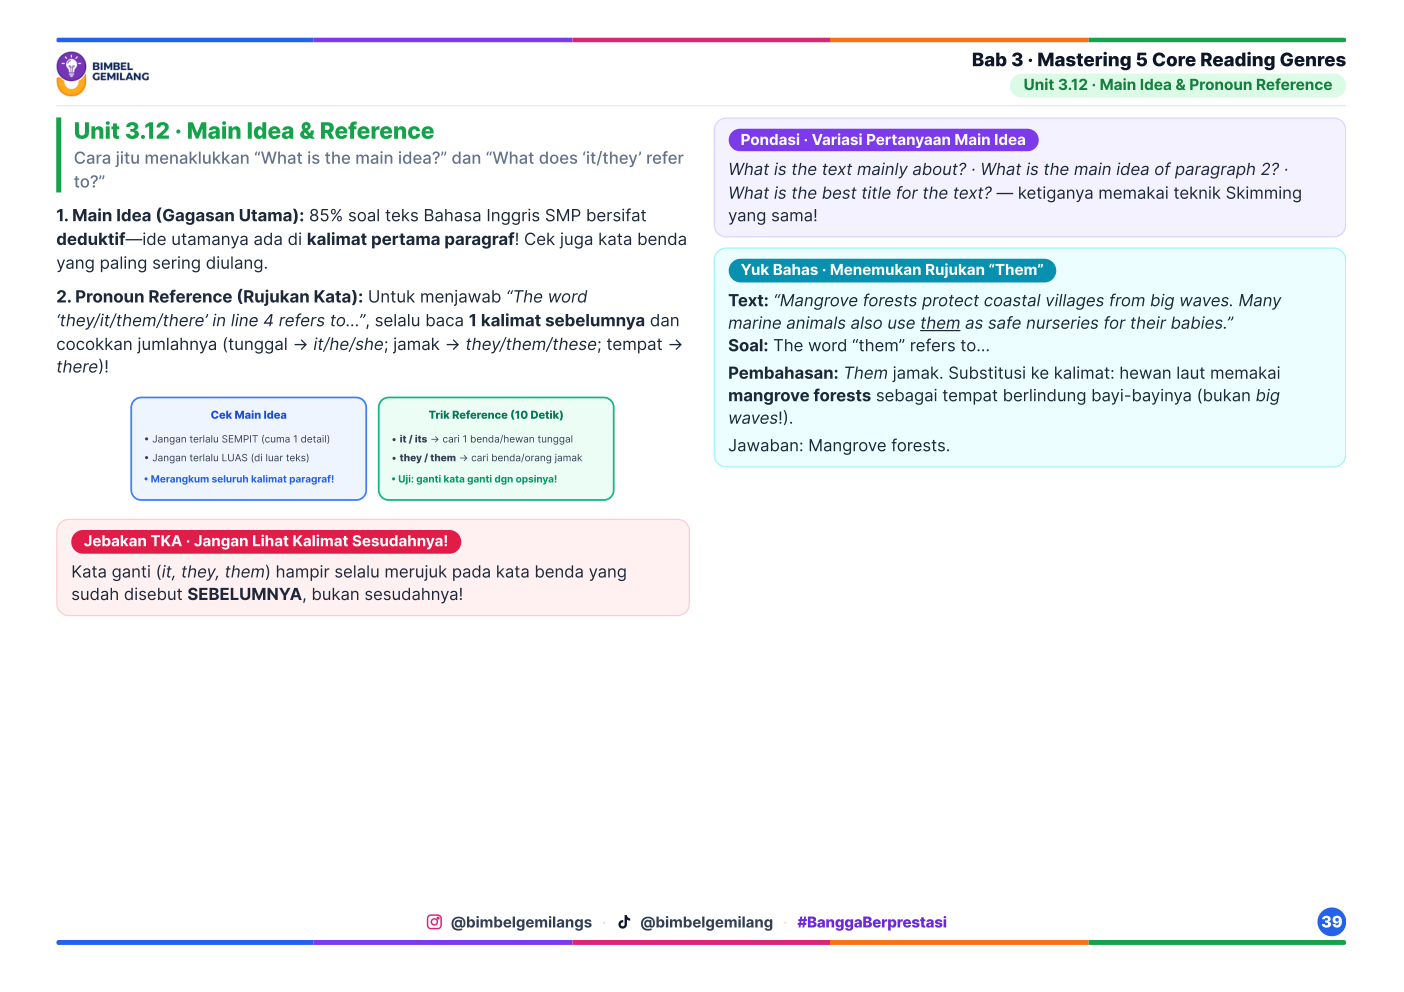 BIMBEL
GEMILANG
Bab 3 · Mastering 5 Core Reading Genres
Unit 3.12 · Main Idea & Pronoun Reference
Unit 3.12 · Main Idea & Reference
Cara jitu menaklukkan “What is the main idea?” dan “What does ‘it/they’ refer
to?”
1. Main Idea (Gagasan Utama): 85% soal teks Bahasa Inggris SMP bersifat
deduktif—ide utamanya ada di kalimat pertama paragraf! Cek juga kata benda
yang paling sering diulang.
2. Pronoun Reference (Rujukan Kata): Untuk menjawab “The word
‘they/it/them/there’ in line 4 refers to...”, selalu baca 1 kalimat sebelumnya dan
cocokkan jumlahnya (tunggal → it/he/she; jamak → they/them/these; tempat →
there)!
Cek Main Idea
• Jangan terlalu SEMPIT (cuma 1 detail)
• Jangan terlalu LUAS (di luar teks)
• Merangkum seluruh kalimat paragraf!
Trik Reference (10 Detik)
• it / its → cari 1 benda/hewan tunggal
• they / them → cari benda/orang jamak
• Uji: ganti kata ganti dgn opsinya!
Jebakan TKA · Jangan Lihat Kalimat Sesudahnya!
Kata ganti (it, they, them) hampir selalu merujuk pada kata benda yang
sudah disebut SEBELUMNYA, bukan sesudahnya!
Pondasi · Variasi Pertanyaan Main Idea
What is the text mainly about? · What is the main idea of paragraph 2? ·
What is the best title for the text? — ketiganya memakai teknik Skimming
yang sama!
Yuk Bahas · Menemukan Rujukan “Them”
Text: “Mangrove forests protect coastal villages from big waves. Many
marine animals also use them as safe nurseries for their babies.”
Soal: The word “them” refers to...
Pembahasan: Them jamak. Substitusi ke kalimat: hewan laut memakai
mangrove forests sebagai tempat berlindung bayi-bayinya (bukan big
waves!).
Jawaban: Mangrove forests.
@bimbelgemilangs · @bimbelgemilang · #BanggaBerprestasi
39